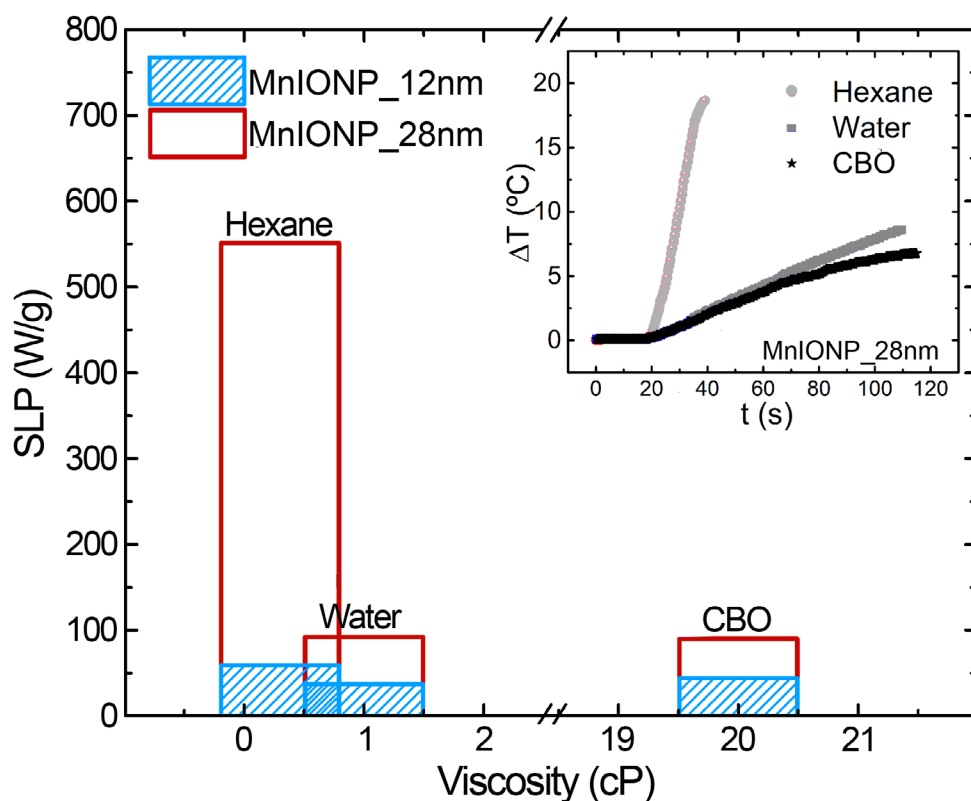 800
700
600
500
400
300
200
100
0
SLP (W/g)
MnIONP_12nm
MnIONP_28nm
Hexane
Water
CBO
0
1
2
19
20
21
Viscosity (cP)
20
15
10
5
0
ΔT (ºC)
Hexane
Water
CBO
MnIONP_28nm
0 20 40 60 80 100 120
t (s)